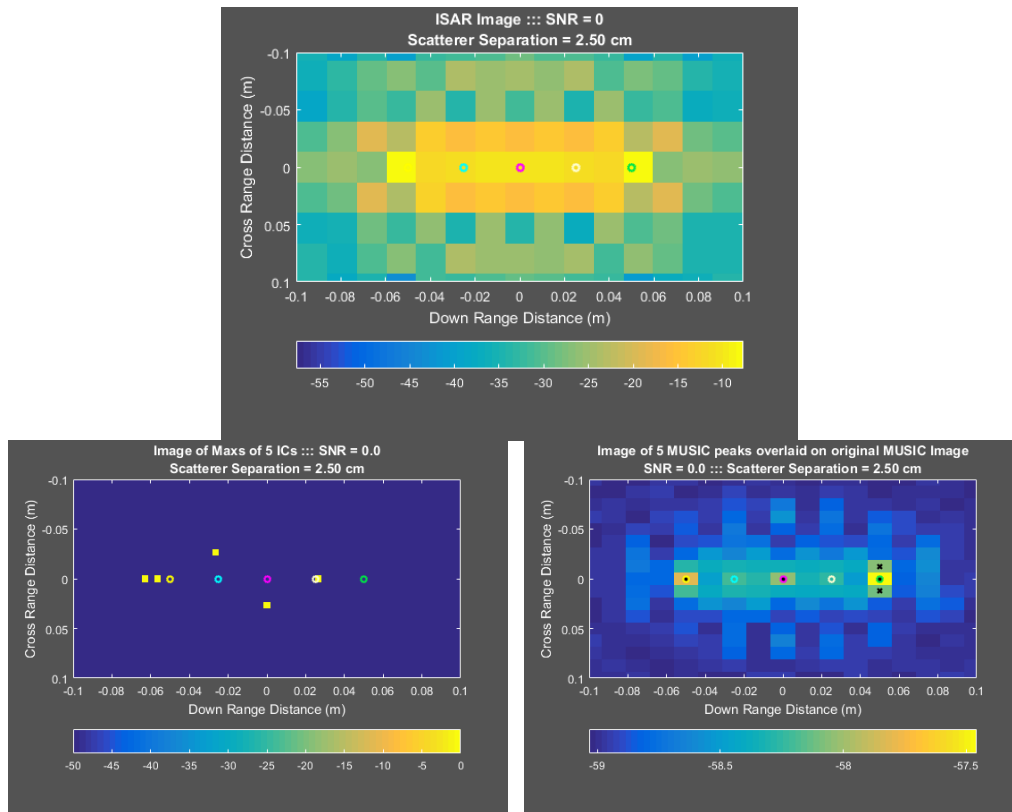 ISAR Image ::: SNR = 0
Scatterer Separation = 2.50 cm
-0.1
-0.05
0
0.05
0.1
Cross Range Distance (m)
-0.1 -0.08 -0.06 -0.04 -0.02 0 0.02 0.04 0.06 0.08 0.1
Down Range Distance (m)
-55 -50 -45 -40 -35 -30 -25 -20 -15 -10
Image of Maxs of 5 ICs ::: SNR = 0.0
Scatterer Separation = 2.50 cm
-0.1
-0.05
0
0.05
0.1
Cross Range Distance (m)
-0.1 -0.08 -0.06 -0.04 -0.02 0 0.02 0.04 0.06 0.08 0.1
Down Range Distance (m)
-50 -45 -40 -35 -30 -25 -20 -15 -10 -5 0
Image of 5 MUSIC peaks overlaid on original MUSIC Image
SNR = 0.0 ::: Scatterer Separation = 2.50 cm
-0.1
-0.05
0
0.05
0.1
Cross Range Distance (m)
-0.1 -0.08 -0.06 -0.04 -0.02 0 0.02 0.04 0.06 0.08 0.1
Down Range Distance (m)
-59 -58.5 -58 -57.5